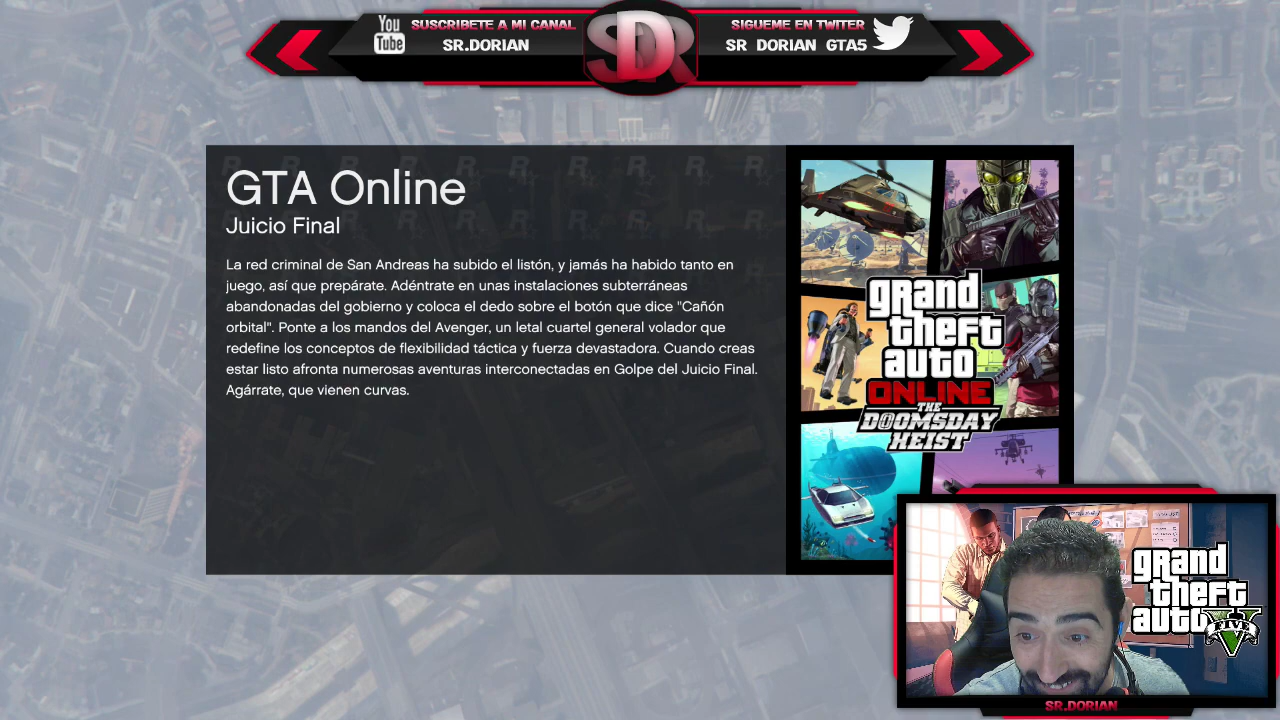 You
Tube
SUSCRIBETE A MI CANAL
SR.DORIAN
SDR
SIGUEME EN TWITER
SR DORIAN GTA5
GTA Online
Juicio Final
La red criminal de San Andreas ha subido el listón, y jamás ha habido tanto en
juego, así que prepárate. Adéntrate en unas instalaciones subterráneas
abandonadas del gobierno y coloca el dedo sobre el botón que dice "Cañón
orbital". Ponte a los mandos del Avenger, un letal cuartel general volador que
redefine los conceptos de flexibilidad táctica y fuerza devastadora. Cuando creas
estar listo afronta numerosas aventuras interconectadas en Golpe del Juicio Final.
Agárrate, que vienen curvas.
grand
theft
auto
ONLINE
THE
DOOMSDAY
HEIST
grand
theft
auto
V
FIVE
SR.DORIAN